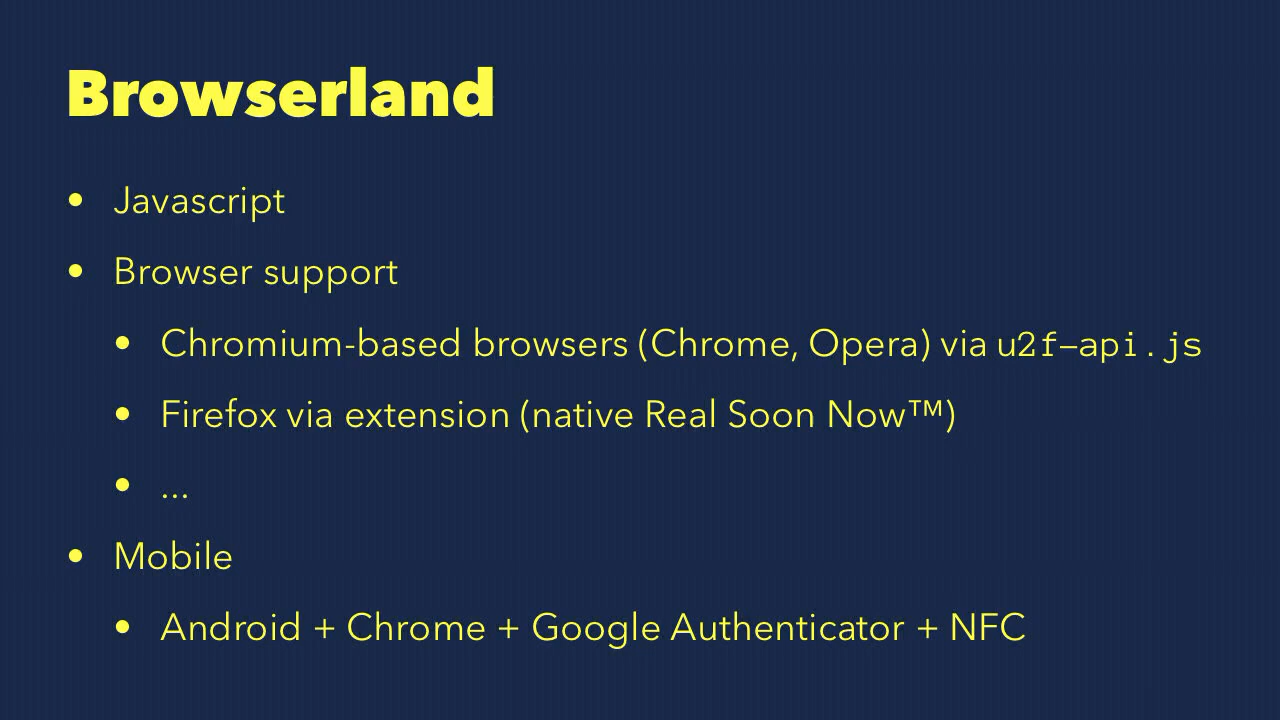 Browserland
• Javascript
• Browser support
• Chromium-based browsers (Chrome, Opera) via u2f-api.js
• Firefox via extension (native Real Soon Now™)
• ...
• Mobile
• Android + Chrome + Google Authenticator + NFC